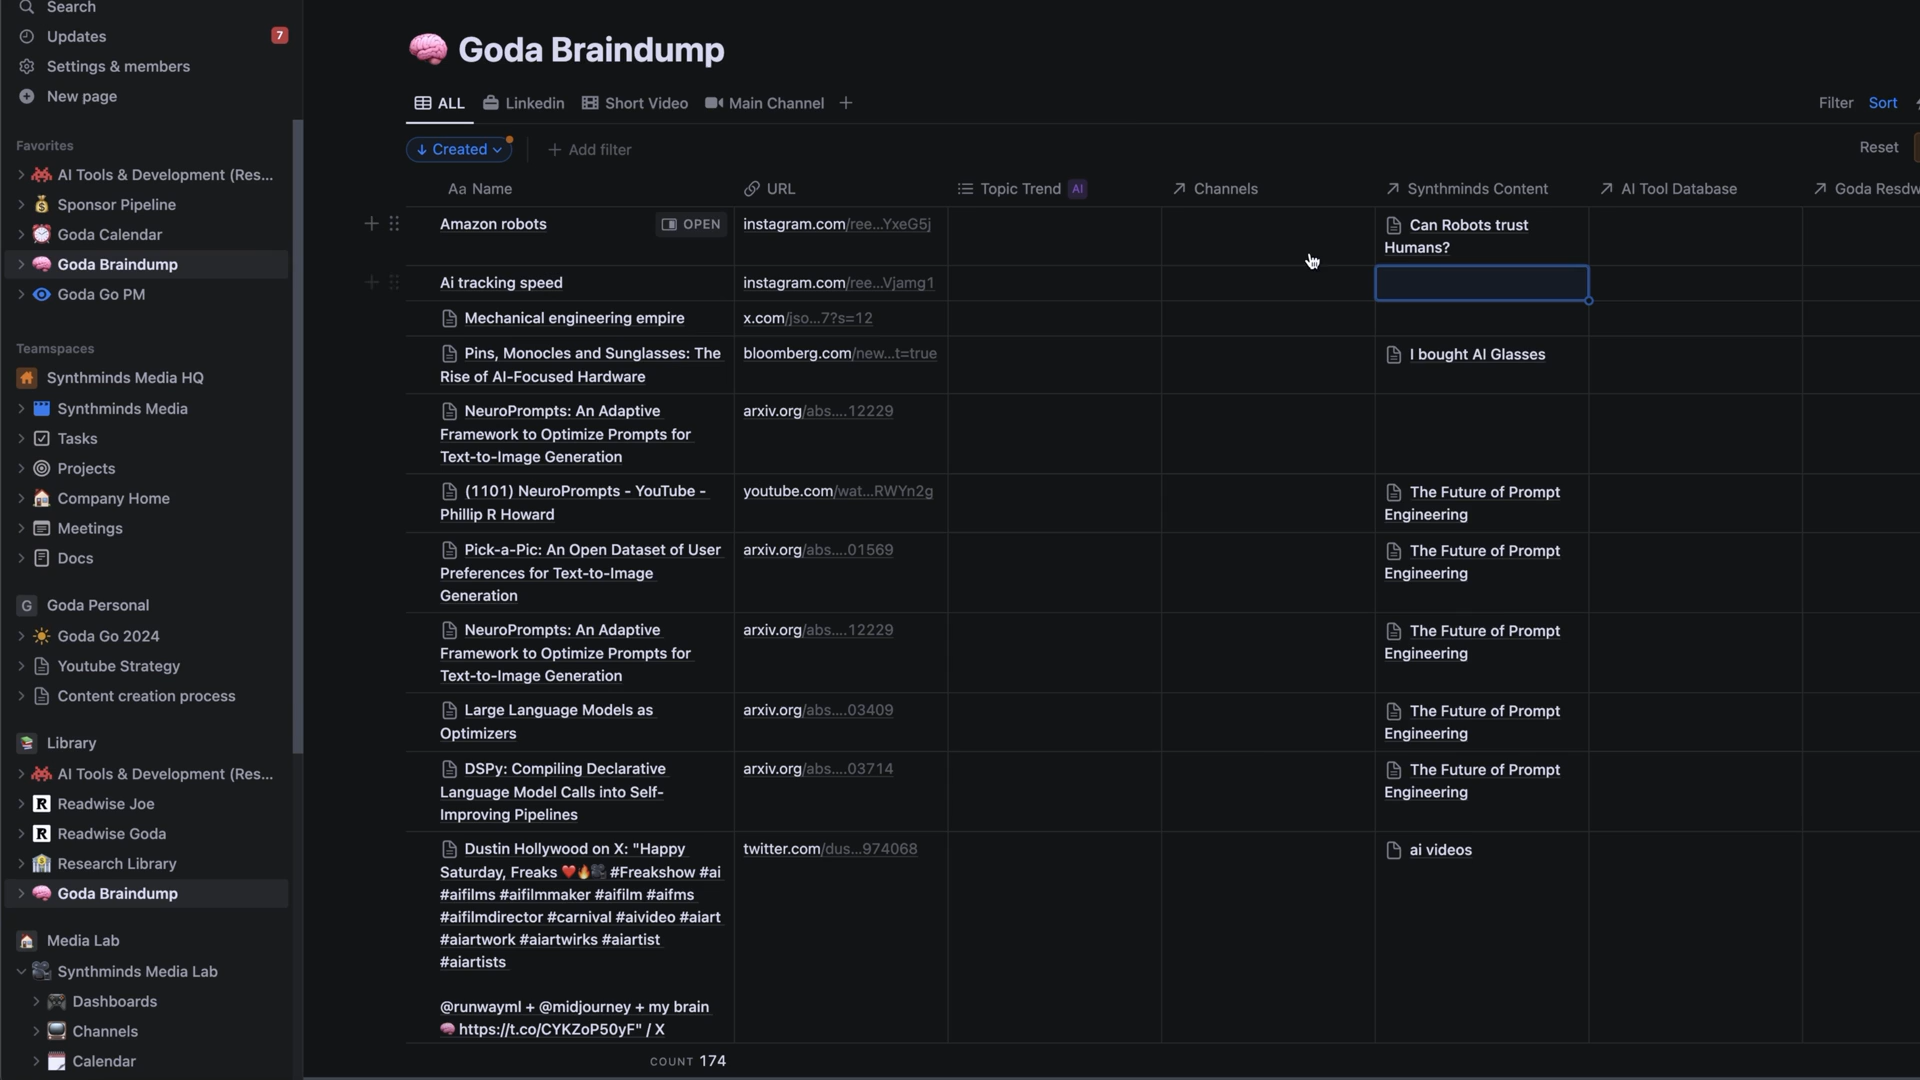 Search
Updates 7
Settings & members
New page
Favorites
AI Tools & Development (Res...
Sponsor Pipeline
Goda Calendar
Goda Braindump
Goda Go PM
Teamspaces
Synthminds Media HQ
Synthminds Media
Tasks
Projects
Company Home
Meetings
Docs
G Goda Personal
Goda Go 2024
Youtube Strategy
Content creation process
Library
AI Tools & Development (Res...
R Readwise Joe
R Readwise Goda
Research Library
Goda Braindump
Media Lab
Synthminds Media Lab
Dashboards
Channels
Calendar
Goda Braindump
ALL Linkedin Short Video Main Channel +
Filter Sort
↓ Created + Add filter
Reset
Aa Name URL Topic Trend AI Channels Synthminds Content AI Tool Database Goda Resdw
Amazon robots OPEN instagram.com/ree...YxeG5j Can Robots trust
Humans?
Ai tracking speed instagram.com/ree...Vjamg1
Mechanical engineering empire x.com/jso...7?s=12
Pins, Monocles and Sunglasses: The bloomberg.com/new...t=true I bought AI Glasses
Rise of AI-Focused Hardware
NeuroPrompts: An Adaptive arxiv.org/abs....12229
Framework to Optimize Prompts for
Text-to-Image Generation
(1101) NeuroPrompts - YouTube - youtube.com/wat...RWYn2g The Future of Prompt
Phillip R Howard Engineering
Pick-a-Pic: An Open Dataset of User arxiv.org/abs....01569 The Future of Prompt
Preferences for Text-to-Image Engineering
Generation
NeuroPrompts: An Adaptive arxiv.org/abs....12229 The Future of Prompt
Framework to Optimize Prompts for Engineering
Text-to-Image Generation
Large Language Models as arxiv.org/abs....03409 The Future of Prompt
Optimizers Engineering
DSPy: Compiling Declarative arxiv.org/abs....03714 The Future of Prompt
Language Model Calls into Self- Engineering
Improving Pipelines
Dustin Hollywood on X: "Happy twitter.com/dus...974068 ai videos
Saturday, Freaks ❤️🔥🎥 #Freakshow #ai
#aifilms #aifilmmaker #aifilm #aifms
#aifilmdirector #carnival #aivideo #aiart
#aiartwork #aiartwirks #aiartist
#aiartists
@runwayml + @midjourney + my brain
🧠 https://t.co/CYKZoP50yF" / X
COUNT 174